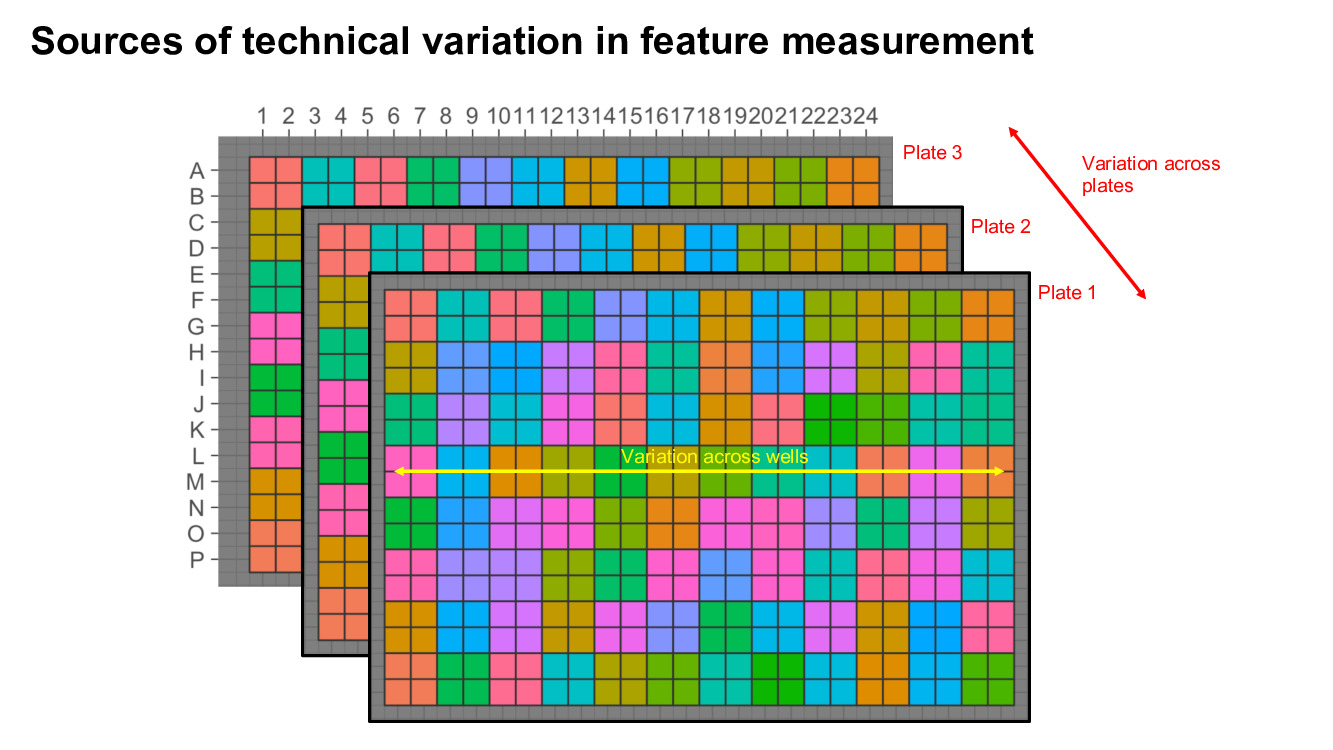 Sources of technical variation in feature measurement
1 2 3 4 5 6 7 8 9 10 11 12 13 14 15 16 17 18 19 20 21 22 23 24
Plate 3
Variation across
plates
A
B
C
Plate 2
D
E
Plate 1
F
G
H
I
J
K
L
Variation across wells
M
N
O
P